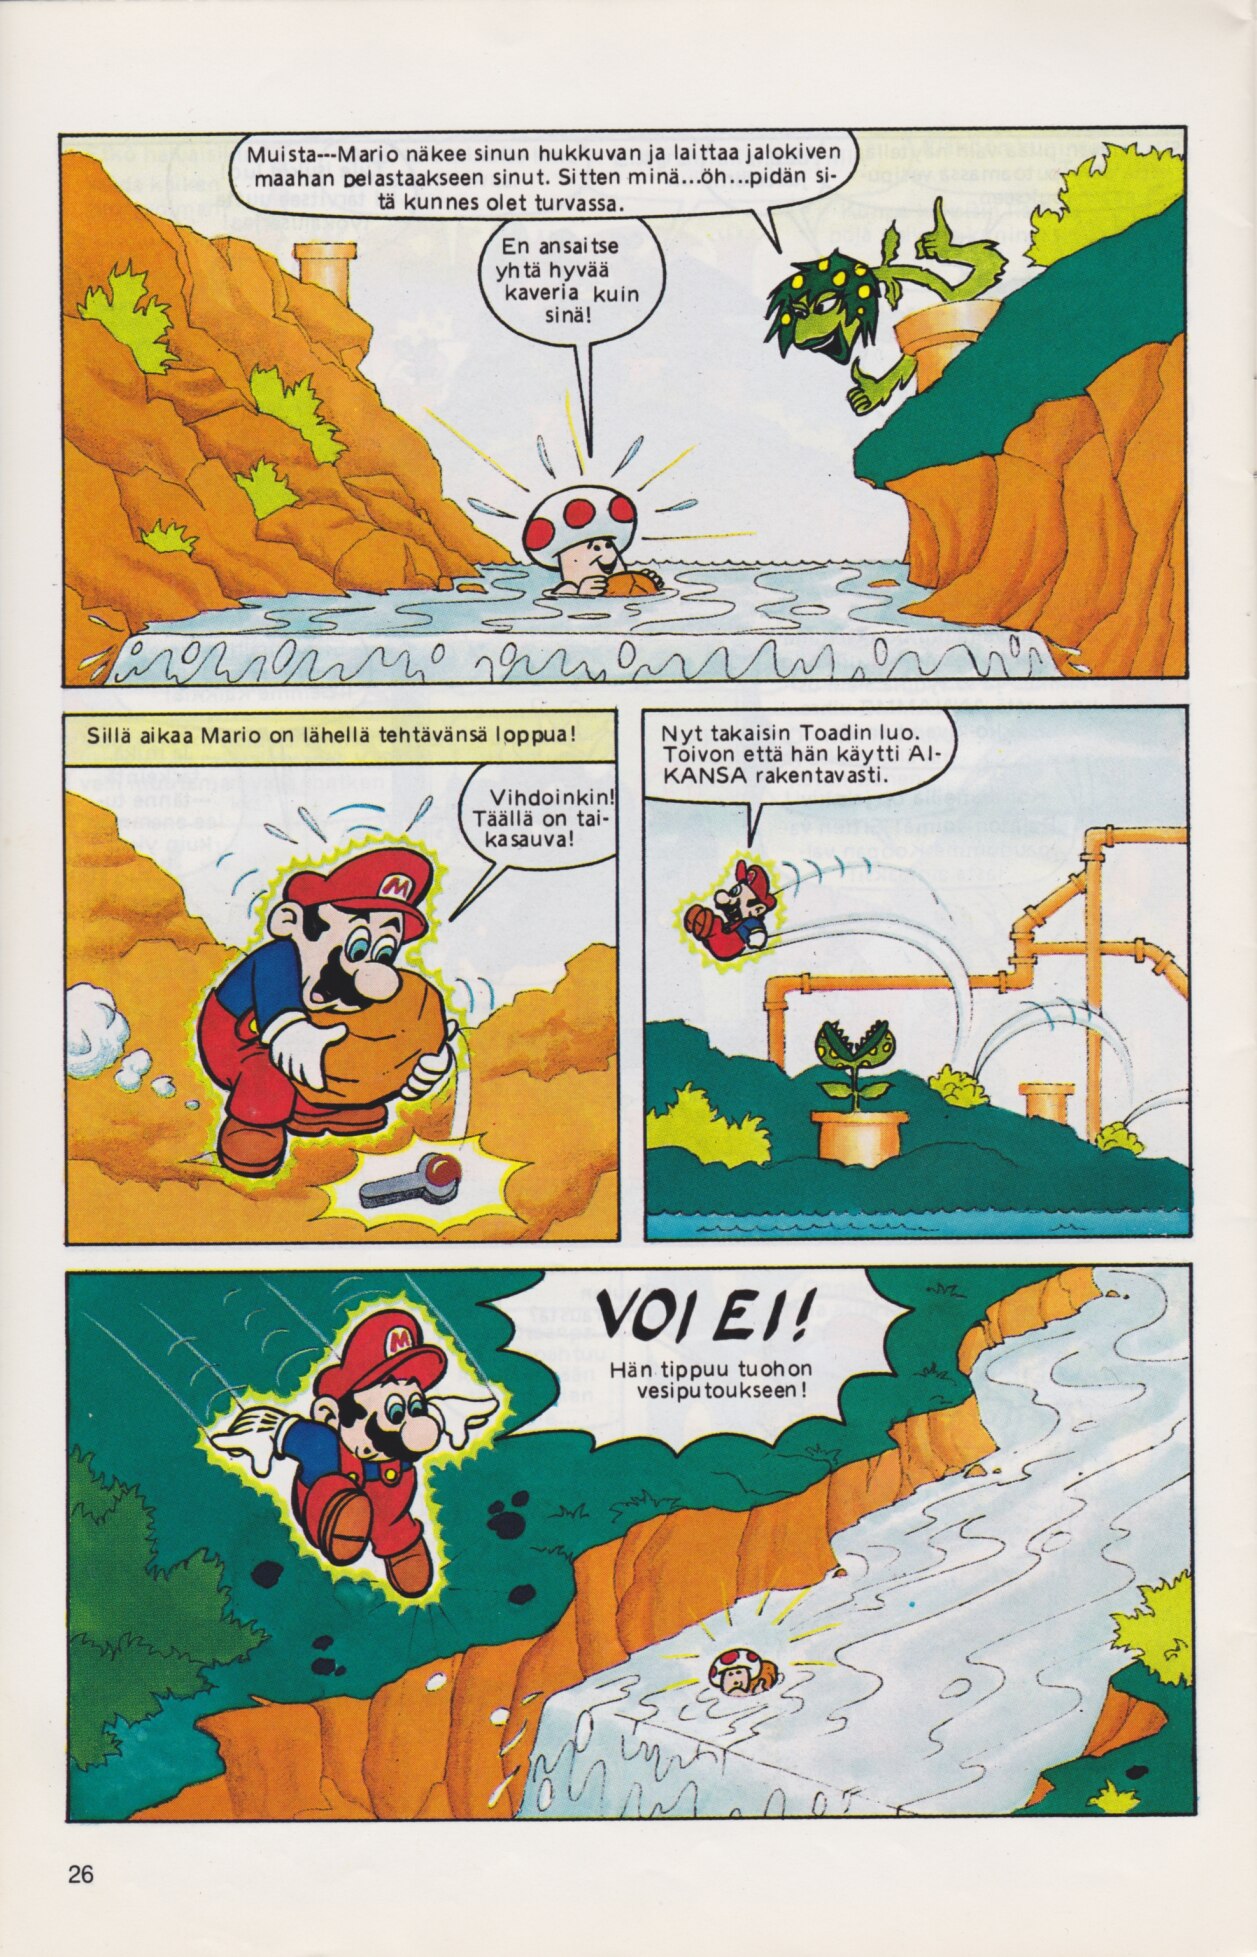 Muista---Mario näkee sinun hukkuvan ja laittaa jalokiven
maahan pelastaakseen sinut. Sitten minä...öh...pidän si-
tä kunnes olet turvassa.
En ansaitse
yhtä hyvää
kaveria kuin
sinä!
Sillä aikaa Mario on lähellä tehtävänsä loppua!
Vihdoinkin!
Täällä on tai-
kasauva!
M
Nyt takaisin Toadin luo.
Toivon että hän käytti AI-
KANSA rakentavasti.
VOI EI!
Hän tippuu tuohon
vesiputoukseen!
M
26